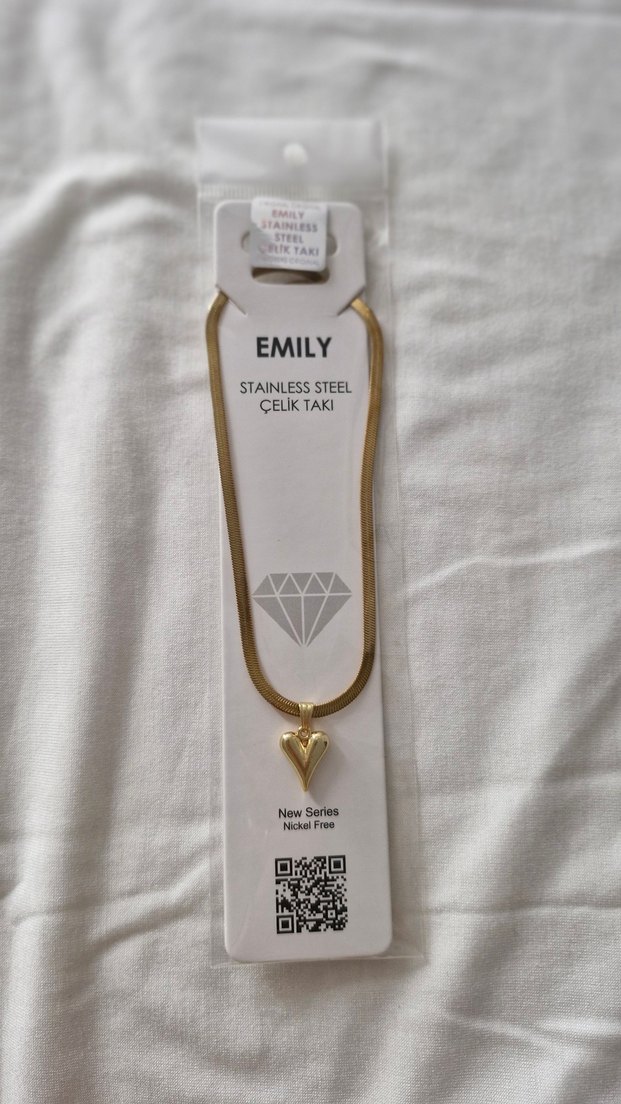 EMILY
STAINLESS
STEEL
ÇELİK TAKI
EMILY
STAINLESS STEEL
ÇELİK TAKI
New Series
Nickel Free